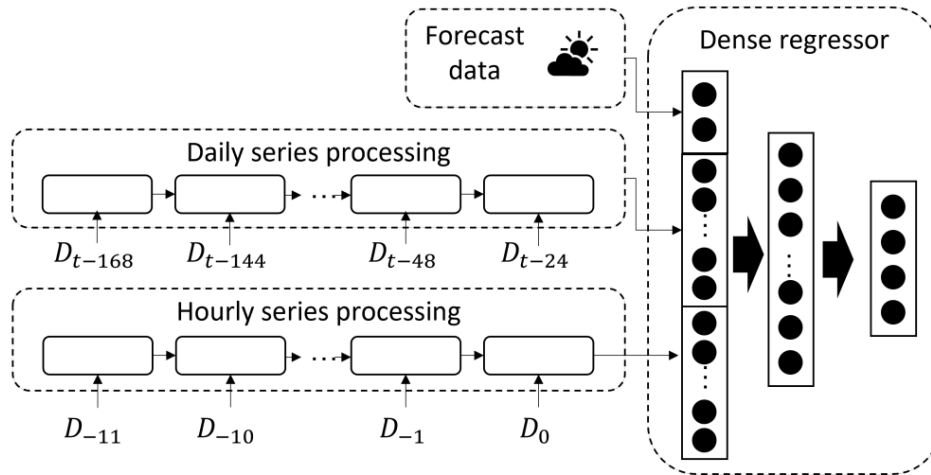 Forecast
data
Dense regressor
Daily series processing
...
D_{t−168} D_{t−144} D_{t−48} D_{t−24}
Hourly series processing
...
D_{−11} D_{−10} D_{−1} D_0